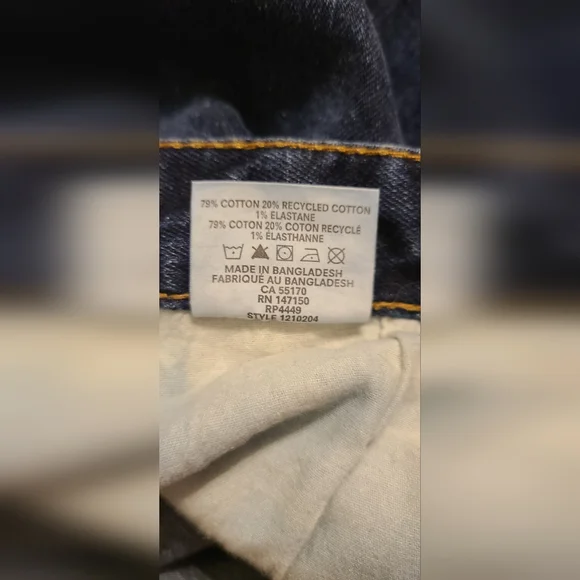 79% COTTON 20% RECYCLED COTTON
1% ELASTANE
79% COTON 20% COTON RECYCLÉ
1% ÉLASTHANNE
MADE IN BANGLADESH
FABRIQUÉ AU BANGLADESH
CA 55170
RN 147150
RP4449
STYLE 1210204